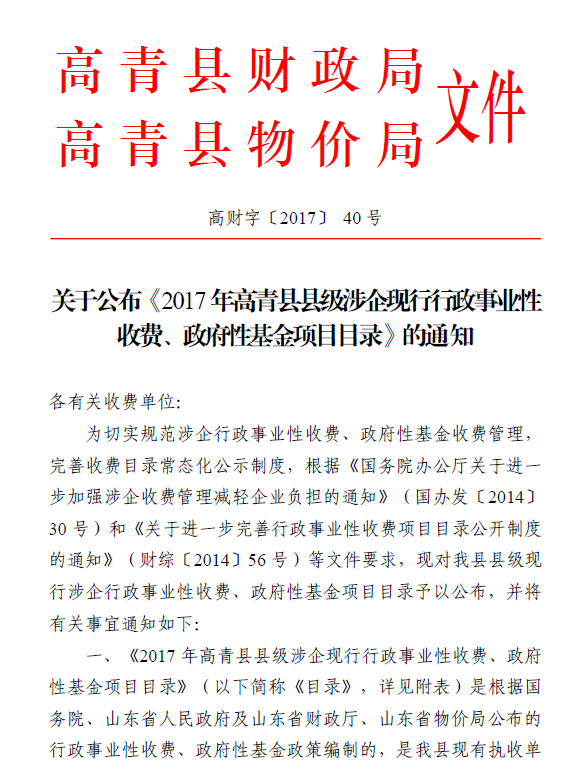 高青县财政局
高青县物价局
文件
高财字〔2017〕 40 号
关于公布《2017 年高青县县级涉企现行行政事业性
收费、政府性基金项目目录》的通知
各有关收费单位：
为切实规范涉企行政事业性收费、政府性基金收费管理，
完善收费目录常态化公示制度，根据《国务院办公厅关于进一
步加强涉企收费管理减轻企业负担的通知》（国办发〔2014〕
30 号）和《关于进一步完善行政事业性收费项目目录公开制度
的通知》（财综〔2014〕56 号）等文件要求，现对我县县级现
行涉企行政事业性收费、政府性基金项目目录予以公布，并将
有关事宜通知如下：
一、《2017 年高青县县级涉企现行行政事业性收费、政府
性基金项目目录》（以下简称《目录》，详见附表）是根据国
务院、山东省人民政府及山东省财政厅、山东省物价局公布的
行政事业性收费、政府性基金政策编制的，是我县现有执收单